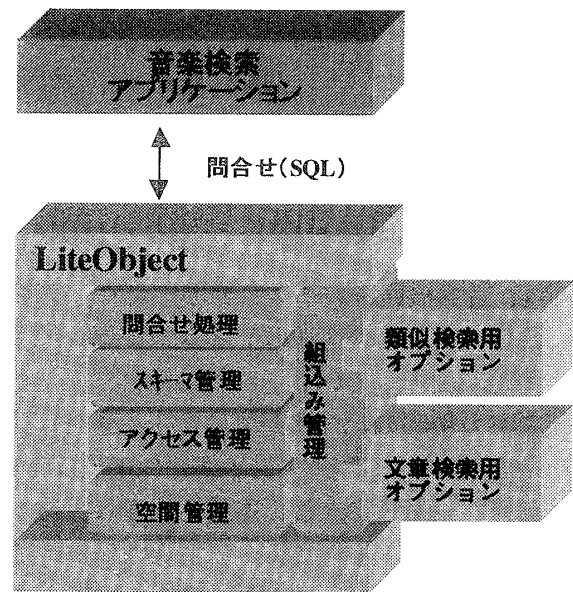 音楽検索
アプリケーション
問合せ(SQL)
LiteObject
問合せ処理
スキーマ管理
アクセス管理
空間管理
組込み管理
類似検索用
オプション
文章検索用
オプション